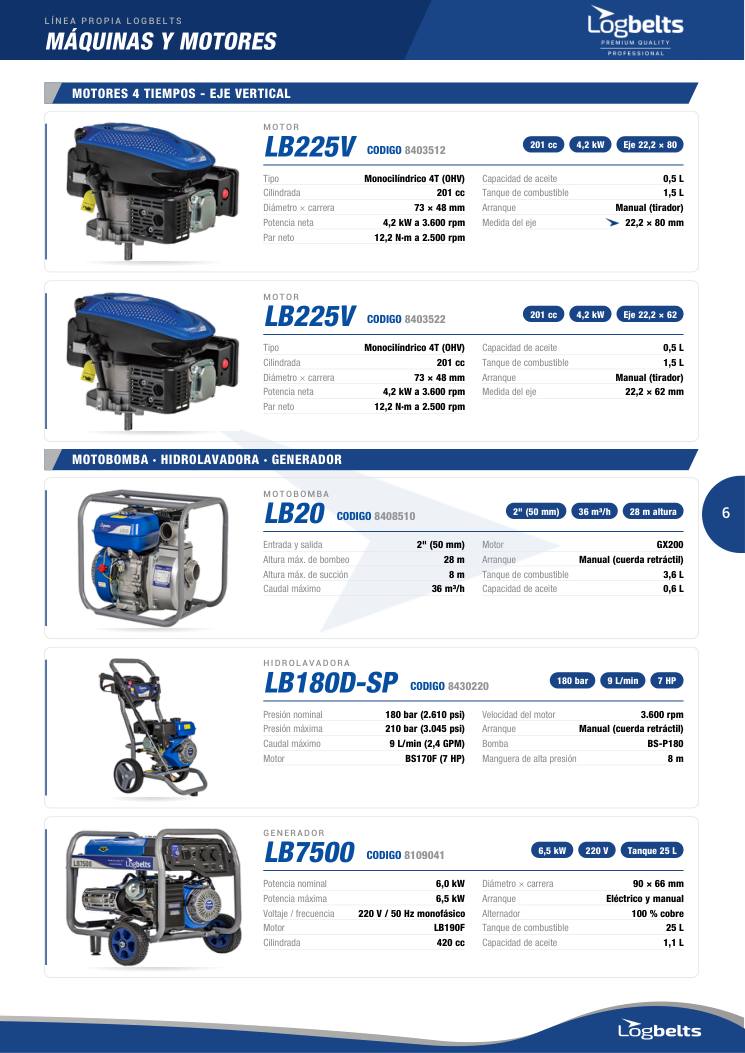 LÍNEA PROPIA LOGBELTS
MÁQUINAS Y MOTORES
Logbelts
PREMIUM QUALITY
PROFESSIONAL
MOTORES 4 TIEMPOS - EJE VERTICAL
MOTOR
LB225V CODIGO 8403512
201 cc 4,2 kW Eje 22,2 × 80
Tipo Monocilíndrico 4T (OHV)
Cilindrada 201 cc
Diámetro × carrera 73 × 48 mm
Potencia neta 4,2 kW a 3.600 rpm
Par neto 12,2 N·m a 2.500 rpm
Capacidad de aceite 0,5 L
Tanque de combustible 1,5 L
Arranque Manual (tirador)
Medida del eje 22,2 × 80 mm
MOTOR
LB225V CODIGO 8403522
201 cc 4,2 kW Eje 22,2 × 62
Tipo Monocilíndrico 4T (OHV)
Cilindrada 201 cc
Diámetro × carrera 73 × 48 mm
Potencia neta 4,2 kW a 3.600 rpm
Par neto 12,2 N·m a 2.500 rpm
Capacidad de aceite 0,5 L
Tanque de combustible 1,5 L
Arranque Manual (tirador)
Medida del eje 22,2 × 62 mm
MOTOBOMBA · HIDROLAVADORA · GENERADOR
MOTOBOMBA
LB20 CODIGO 8408510
2" (50 mm) 36 m³/h 28 m altura
Entrada y salida 2" (50 mm)
Altura máx. de bombeo 28 m
Altura máx. de succión 8 m
Caudal máximo 36 m³/h
Motor GX200
Arranque Manual (cuerda retráctil)
Tanque de combustible 3,6 L
Capacidad de aceite 0,6 L
6
HIDROLAVADORA
LB180D-SP CODIGO 8430220
180 bar 9 L/min 7 HP
Presión nominal 180 bar (2.610 psi)
Presión máxima 210 bar (3.045 psi)
Caudal máximo 9 L/min (2,4 GPM)
Motor BS170F (7 HP)
Velocidad del motor 3.600 rpm
Arranque Manual (cuerda retráctil)
Bomba BS-P180
Manguera de alta presión 8 m
GENERADOR
LB7500 CODIGO 8109041
6,5 kW 220 V Tanque 25 L
Potencia nominal 6,0 kW
Potencia máxima 6,5 kW
Voltaje / frecuencia 220 V / 50 Hz monofásico
Motor LB190F
Cilindrada 420 cc
Diámetro × carrera 90 × 66 mm
Arranque Eléctrico y manual
Alternador 100 % cobre
Tanque de combustible 25 L
Capacidad de aceite 1,1 L
LB7500
Logbelts
Logbelts